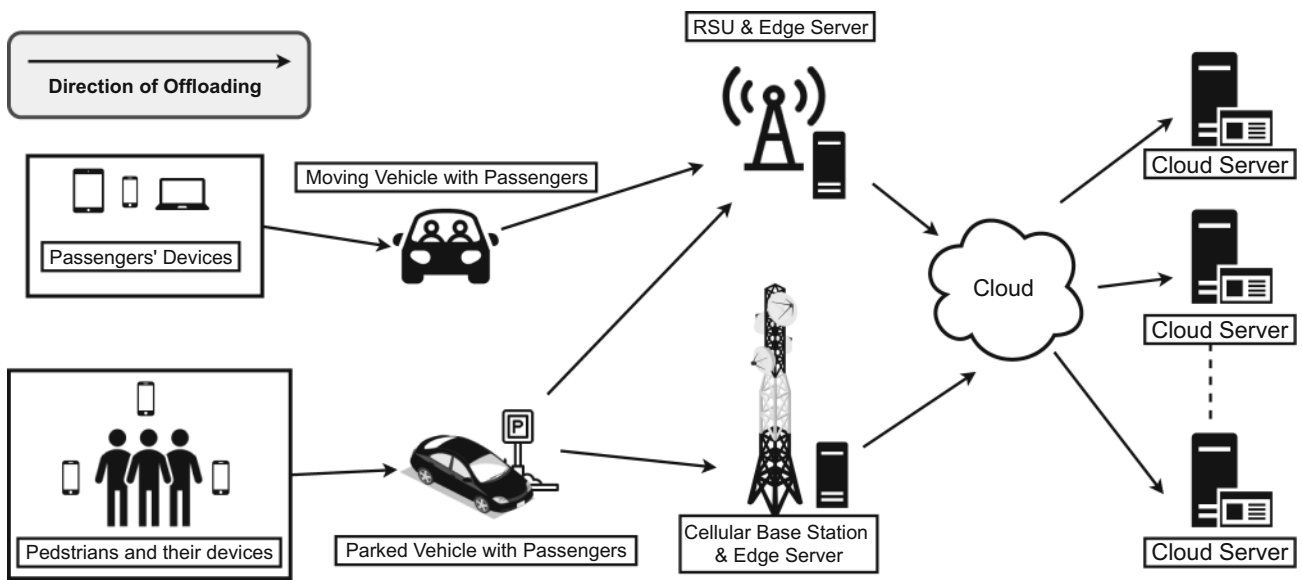 RSU & Edge Server
Direction of Offloading
Moving Vehicle with Passengers
Passengers' Devices
Cloud Server
Cloud
Cloud Server
P
Pedstrians and their devices
Parked Vehicle with Passengers
Cellular Base Station
& Edge Server
Cloud Server